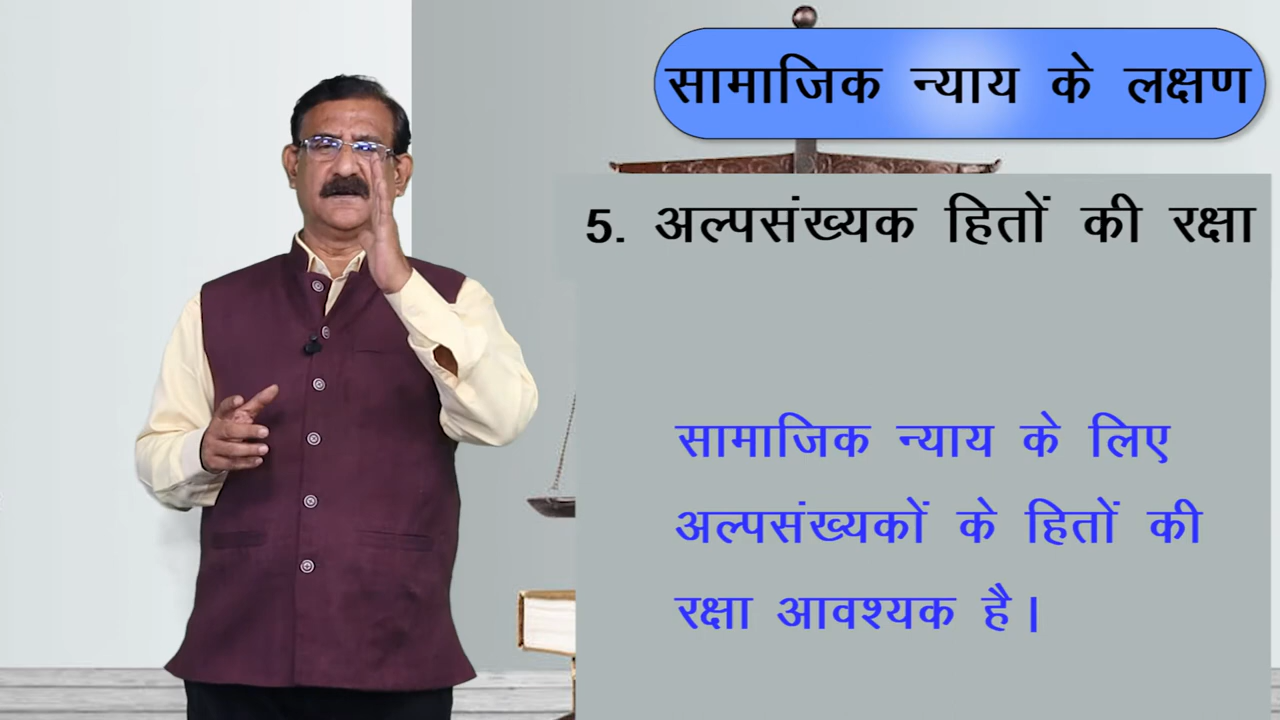 सामाजिक न्याय के लक्षण
5. अल्पसंख्यक हितों की रक्षा
सामाजिक न्याय के लिए
अल्पसंख्यकों के हितों की
रक्षा आवश्यक है।